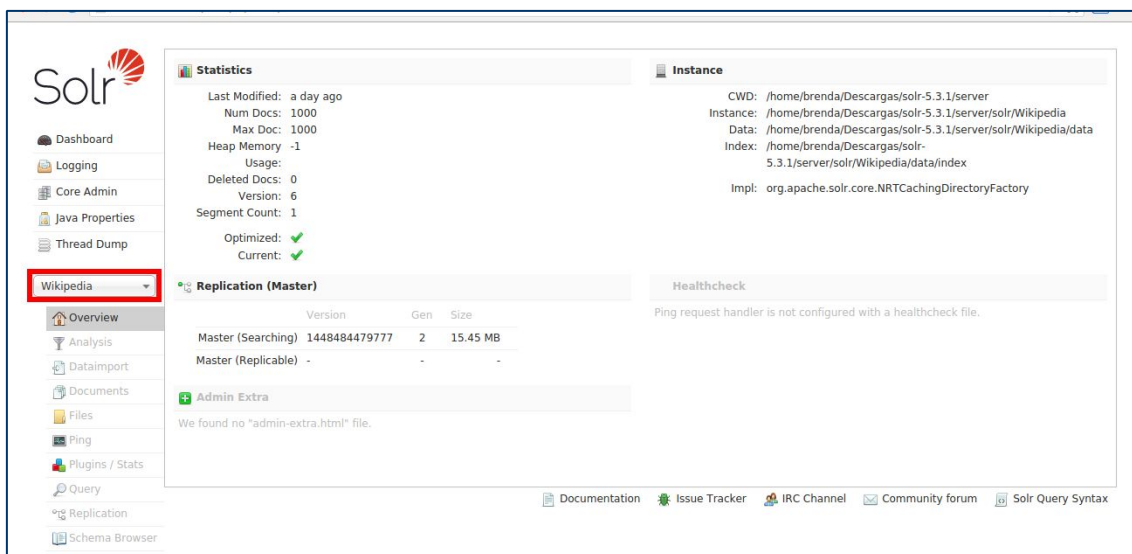 Solr
Dashboard
Logging
Core Admin
Java Properties
Thread Dump
Wikipedia
Overview
Analysis
Dataimport
Documents
Files
Ping
Plugins / Stats
Query
Replication
Schema Browser
Statistics
Last Modified: a day ago
Num Docs: 1000
Max Doc: 1000
Heap Memory -1
Usage:
Deleted Docs: 0
Version: 6
Segment Count: 1
Optimized:
Current:
Instance
CWD: /home/brenda/Descargas/solr-5.3.1/server
Instance: /home/brenda/Descargas/solr-5.3.1/server/solr/Wikipedia
Data: /home/brenda/Descargas/solr-5.3.1/server/solr/Wikipedia/data
Index: /home/brenda/Descargas/solr-
5.3.1/server/solr/Wikipedia/data/index
Impl: org.apache.solr.core.NRTCachingDirectoryFactory
Replication (Master)
Version Gen Size
Master (Searching) 1448484479777 2 15.45 MB
Master (Replicable) - - -
Healthcheck
Ping request handler is not configured with a healthcheck file.
Admin Extra
We found no "admin-extra.html" file.
Documentation Issue Tracker IRC Channel Community forum Solr Query Syntax